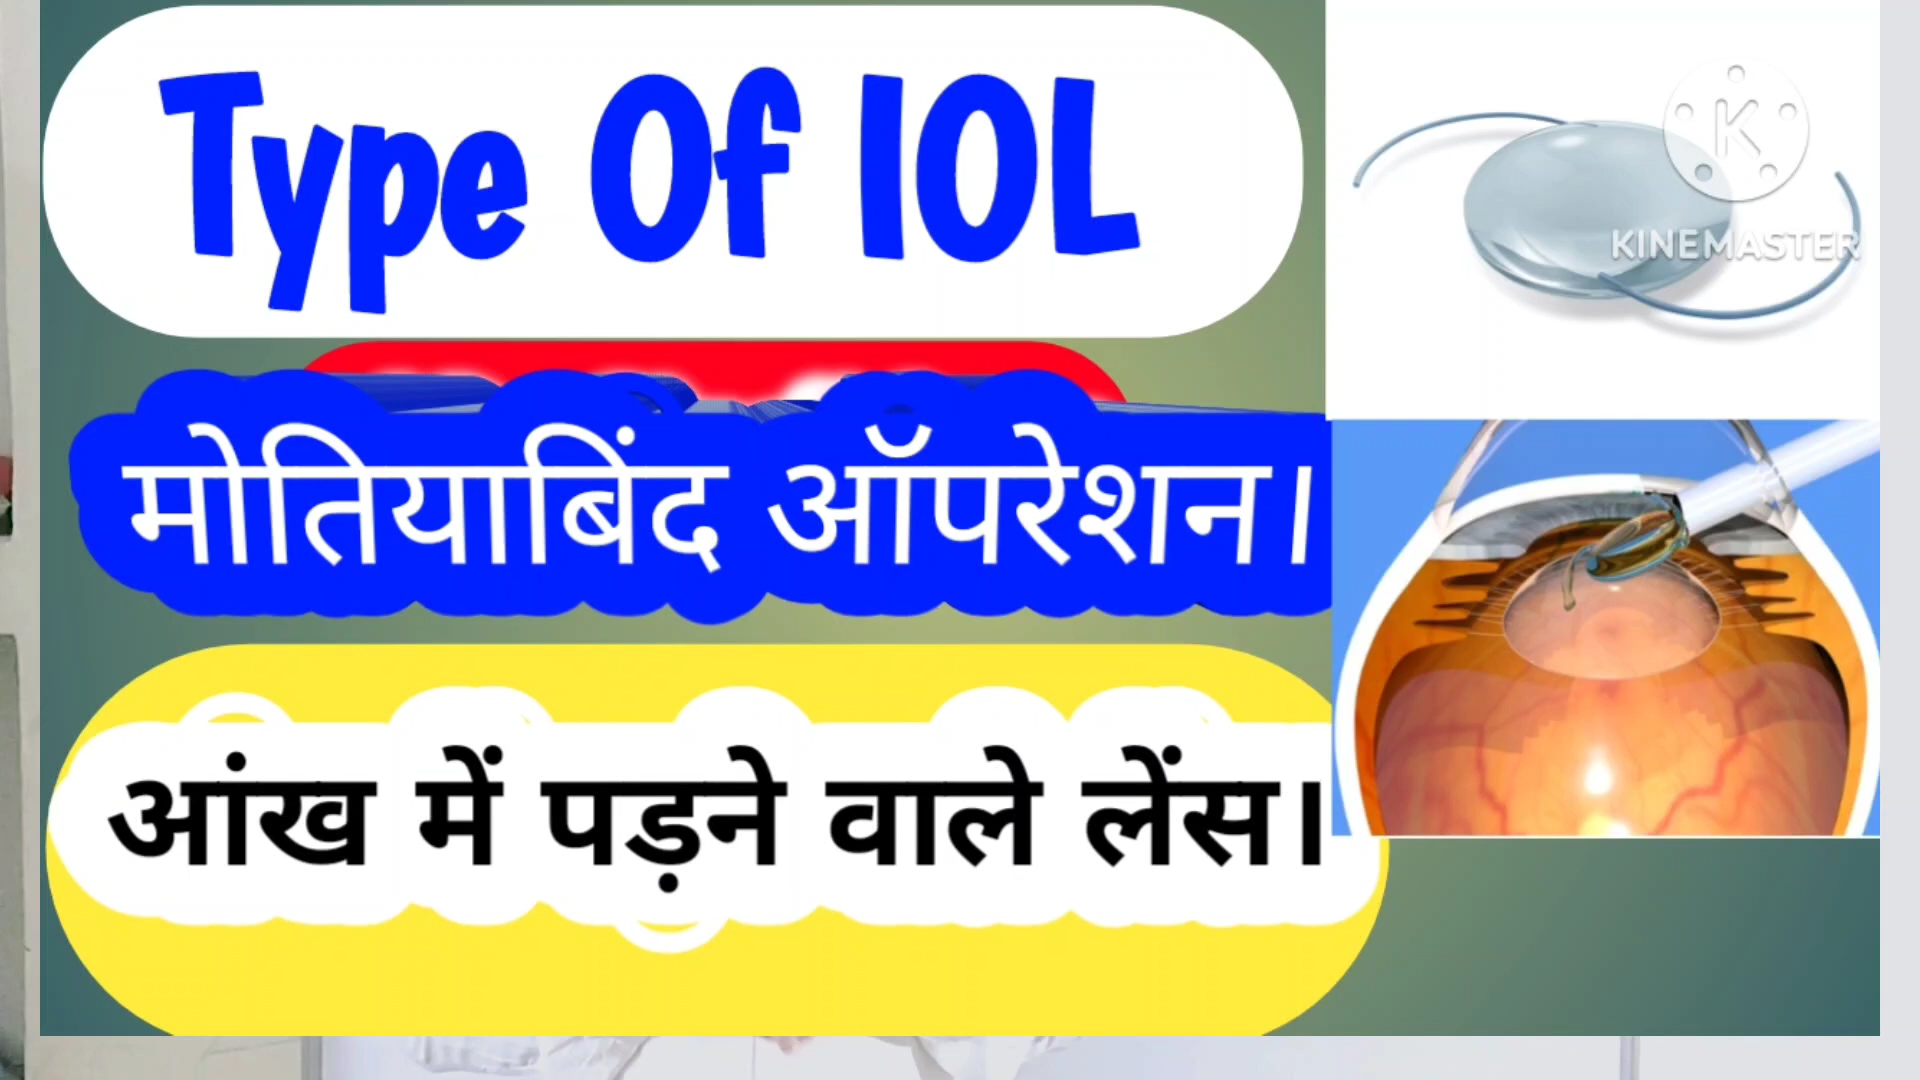 Type Of IOL
मोतियाबिंद ऑपरेशन।
आंख में पड़ने वाले लेंस।
K
KINEMASTER